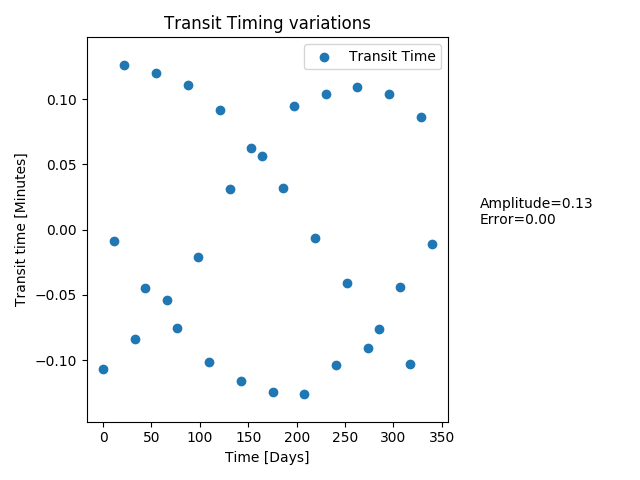 Transit Timing variations
Transit Time
0.10
0.05
0.00
−0.05
−0.10
Transit time [Minutes]
Amplitude=0.13
Error=0.00
0 50 100 150 200 250 300 350
Time [Days]